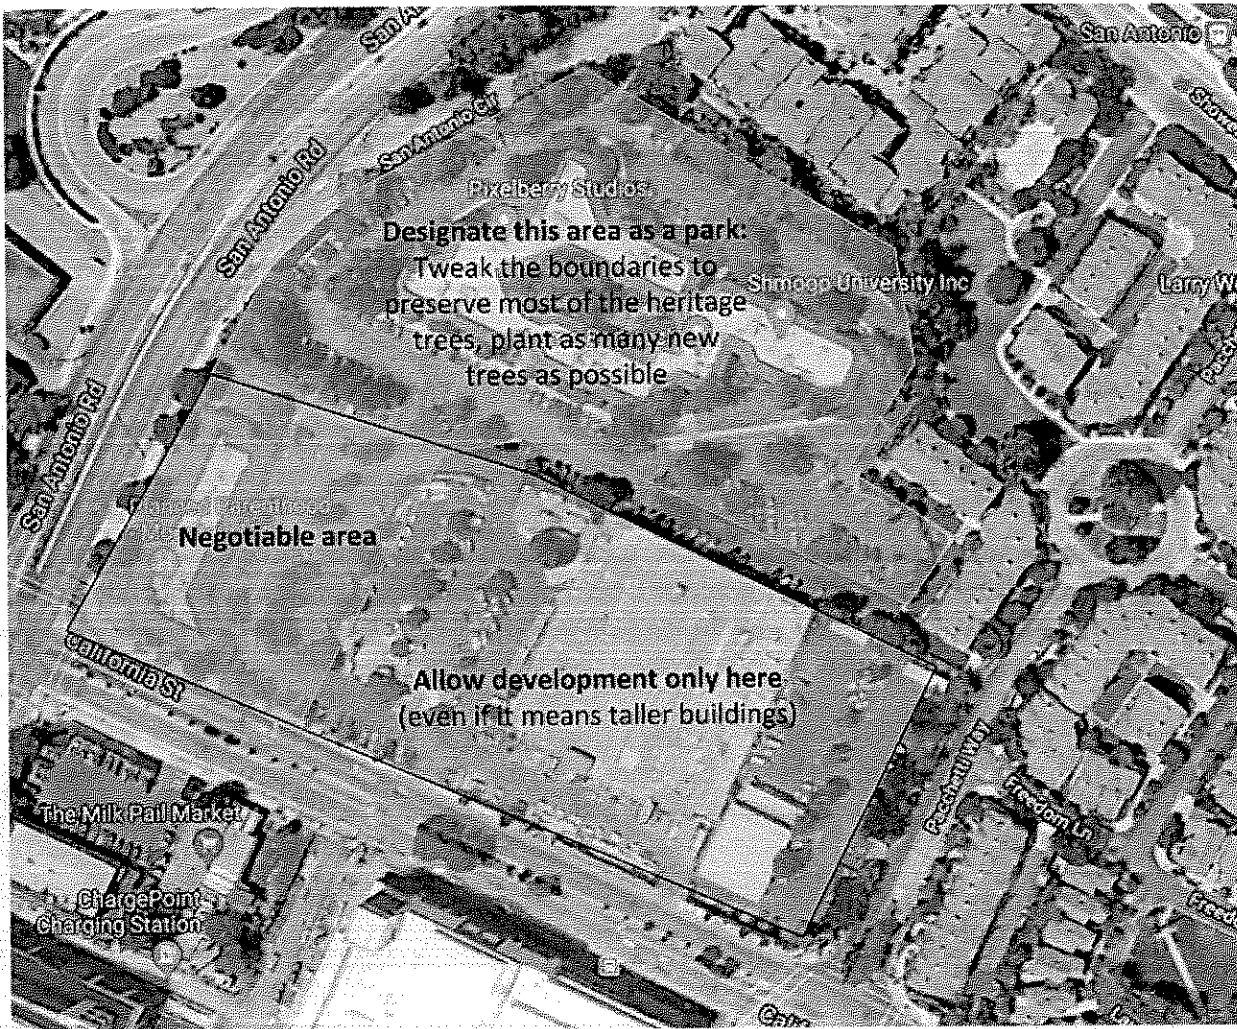 San Antonio
San Antonio Cir
San Antonio Rd
Pixelberry Studios
Designate this area as a park:
Tweak the boundaries to
preserve most of the heritage
trees, plant as many new
trees as possible
Shmoop University Inc
San Antonio Rd
Negotiable area
Allow development only here
(even if it means taller buildings)
California St
The Milk Pail Market
ChargePoint
Charging Station
Pacchetti Way
Freedom Ln